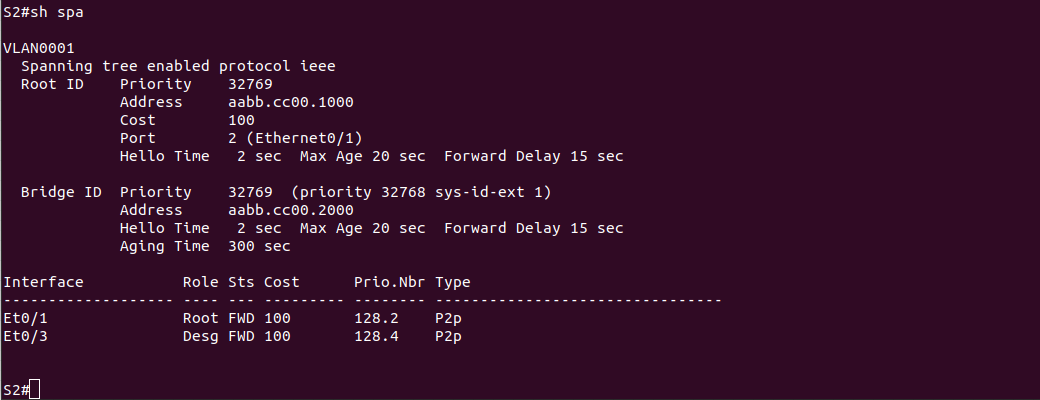 S2#sh spa
VLAN0001
  Spanning tree enabled protocol ieee
  Root ID    Priority    32769
             Address     aabb.cc00.1000
             Cost        100
             Port        2 (Ethernet0/1)
             Hello Time   2 sec  Max Age 20 sec  Forward Delay 15 sec
  Bridge ID  Priority    32769  (priority 32768 sys-id-ext 1)
             Address     aabb.cc00.2000
             Hello Time   2 sec  Max Age 20 sec  Forward Delay 15 sec
             Aging Time  300 sec
Interface           Role Sts Cost      Prio.Nbr Type
------------------- ---- --- --------- -------- --------------------------------
Et0/1               Root FWD 100       128.2    P2p
Et0/3               Desg FWD 100       128.4    P2p
S2#